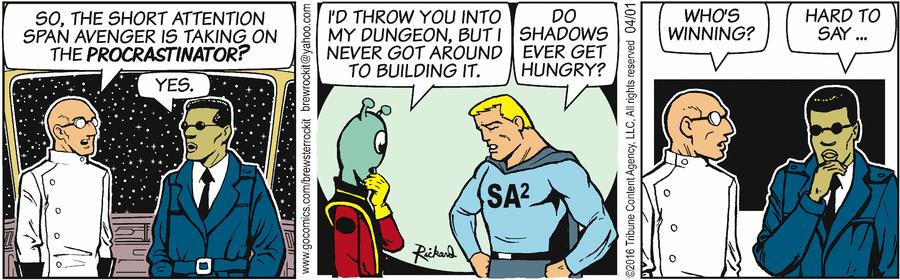 SO, THE SHORT ATTENTION
SPAN AVENGER IS TAKING ON
THE PROCRASTINATOR?
YES.
www.gocomics.com/brewsterrockit brewrockit@yahoo.com
I'D THROW YOU INTO
MY DUNGEON, BUT I
NEVER GOT AROUND
TO BUILDING IT.
DO
SHADOWS
EVER GET
HUNGRY?
SA2
Rickard
©2016 Tribune Content Agency, LLC, All rights reserved 04/01
WHO'S
WINNING?
HARD TO
SAY ...